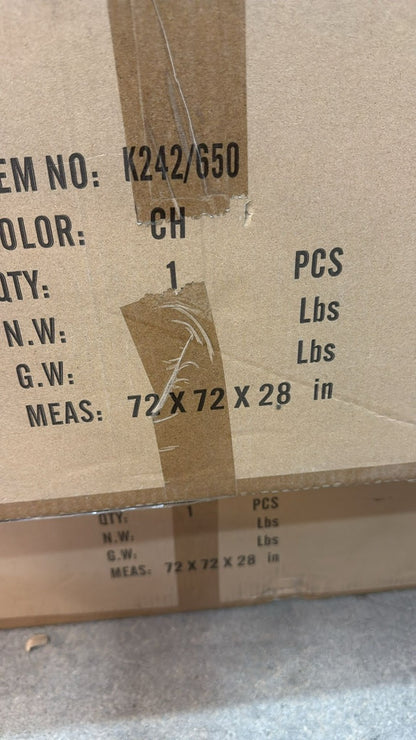 EM NO: K242/650
OLOR: CH
QTY: 1 PCS
N.W: Lbs
G.W: Lbs
MEAS: 72 X 72 X 28 in
QTY: 1 PCS
N.W: Lbs
G.W: Lbs
MEAS: 72 X 72 X 28 in